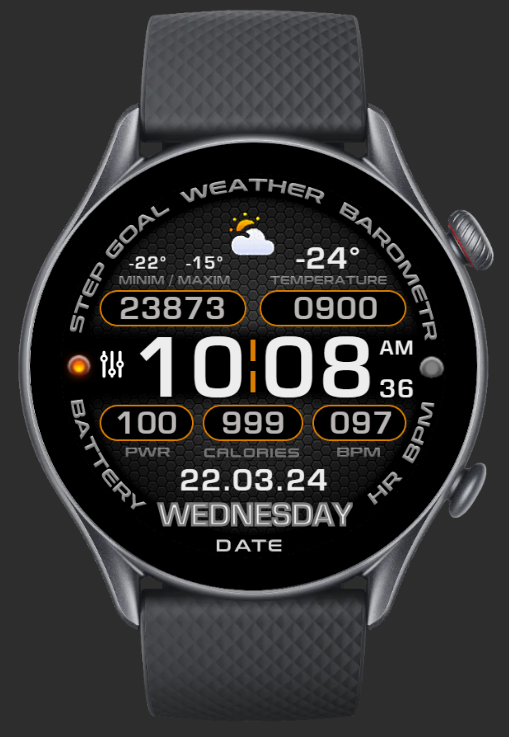 WEATHER
STEP GOAL
BAROMETR
-22° -15°
-24°
MINIM / MAXIM
TEMPERATURE
23873
0900
10:08
AM
36
100
999
097
PWR
CALORIES
BPM
BATTERY
HR BPM
22.03.24
WEDNESDAY
DATE